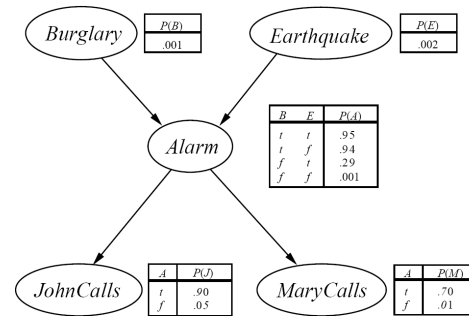 Burglary
P(B)
.001
Earthquake
P(E)
.002
Alarm
B E P(A)
t t .95
t f .94
f t .29
f f .001
JohnCalls
A P(J)
t .90
f .05
MaryCalls
A P(M)
t .70
f .01